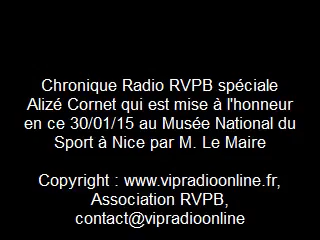 Chronique Radio RVPB spéciale
Alizé Cornet qui est mise à l'honneur
en ce 30/01/15 au Musée National du
Sport à Nice par M. Le Maire
Copyright : www.vipradioonline.fr,
Association RVPB,
contact@vipradioonline